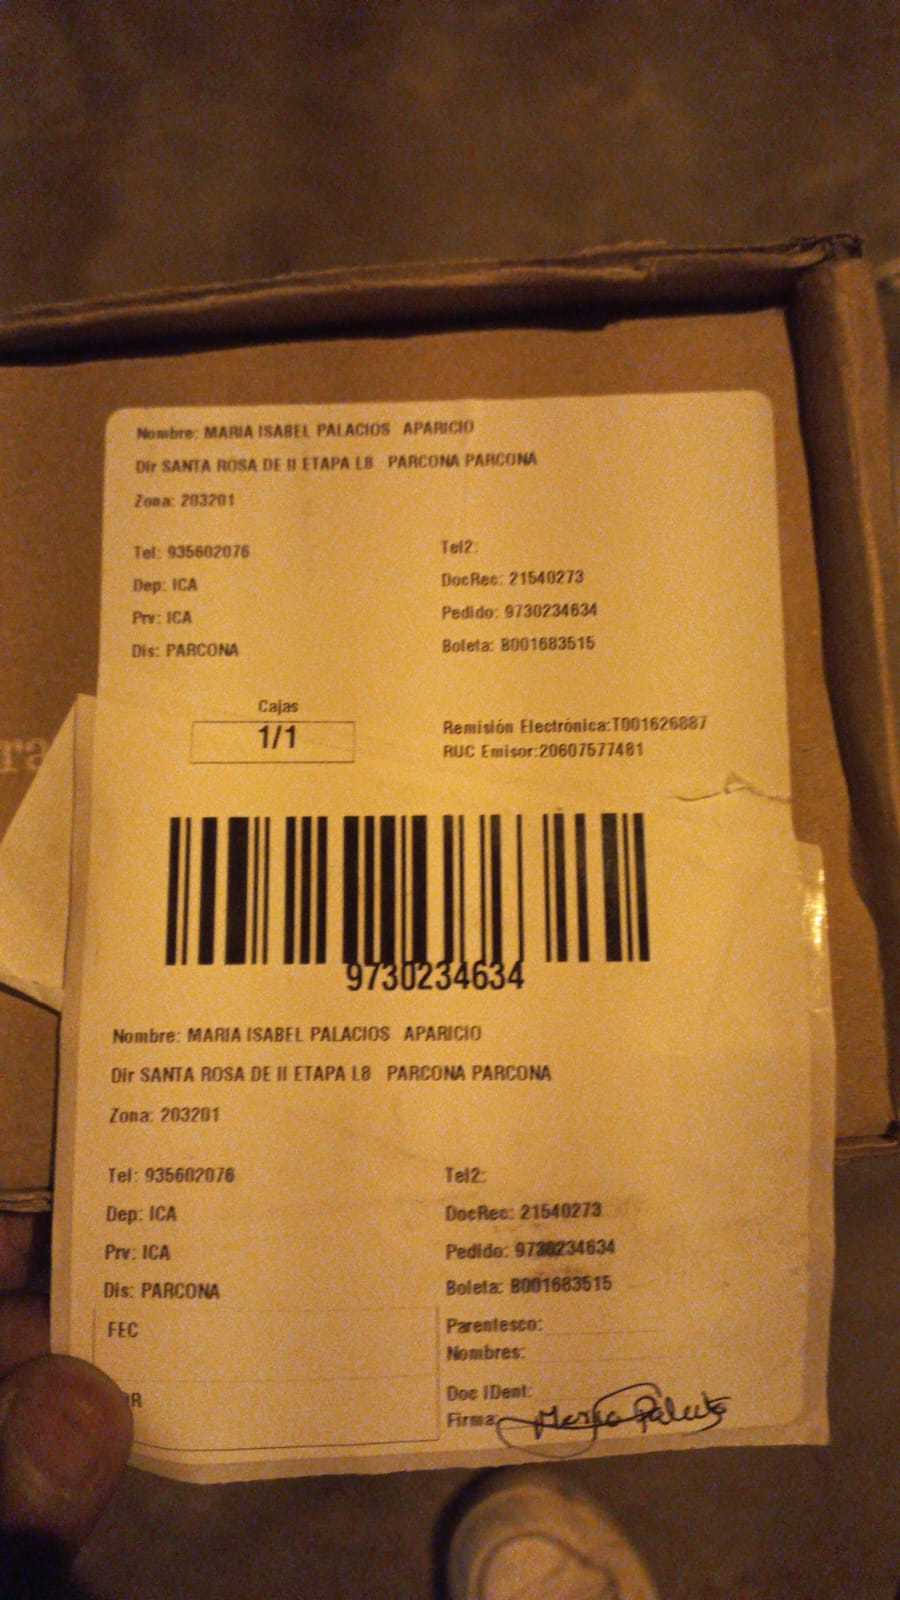 Nombre: MARIA ISABEL PALACIOS APARICIO
Dir SANTA ROSA DE II ETAPA L8 PARCONA PARCONA
Zona: 203201
Tel: 935602076 Tel2:
Dep: ICA DocRec: 21540273
Prv: ICA Pedido: 9730234634
Dis: PARCONA Boleta: B001683515
Cajas
1/1
Remisión Electrónica:T001626887
RUC Emisor:20607577481
ra
9730234634
Nombre: MARIA ISABEL PALACIOS APARICIO
Dir SANTA ROSA DE II ETAPA L8 PARCONA PARCONA
Zona: 203201
Tel: 935602076 Tel2:
Dep: ICA DocRec: 21540273
Prv: ICA Pedido: 9730234634
Dis: PARCONA Boleta: B001683515
FEC Parentesco:
Nombres:
Doc IDent:
Firma: